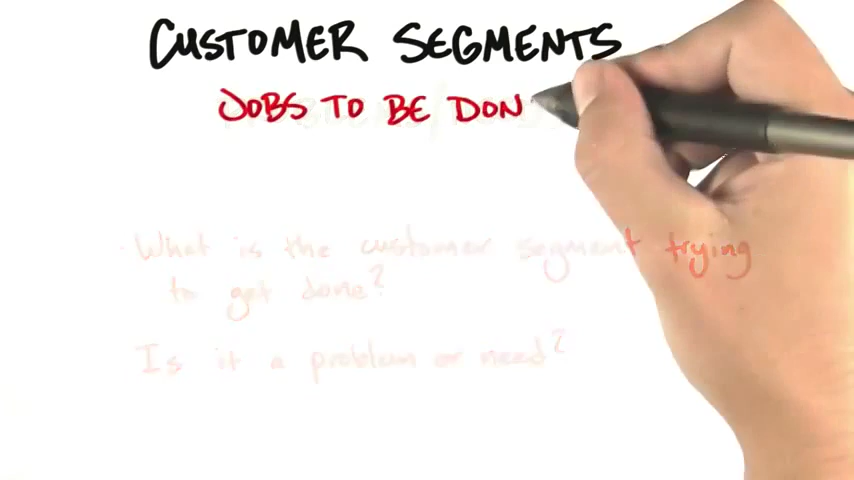 CUSTOMER SEGMENTS
JOBS TO BE DON
What is the customer segment trying
to get done?
Is it a problem or need?